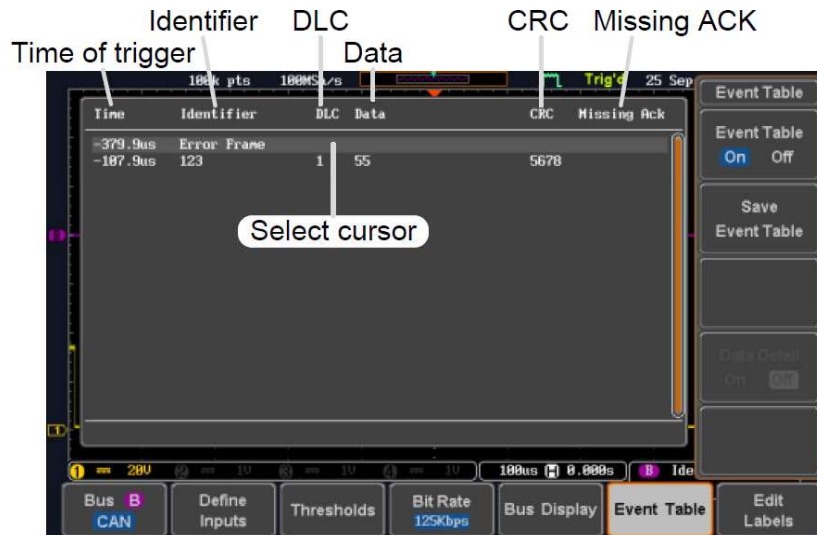 Identifier DLC CRC Missing ACK
Time of trigger Data
100k pts 100MSa/s Trig'd 25 Sep
Event Table
Time Identifier DLC Data CRC Missing Ack
Event Table
On Off
-379.9us Error Frame
-107.9us 123 1 55 5678
Save
Event Table
Select cursor
B
Data Detail
On Off
1
1 20V 2 1V 3 1V 4 1V 100us H 0.000s B Ide
Bus B
CAN
Define
Inputs
Thresholds
Bit Rate
125Kbps
Bus Display
Event Table
Edit
Labels